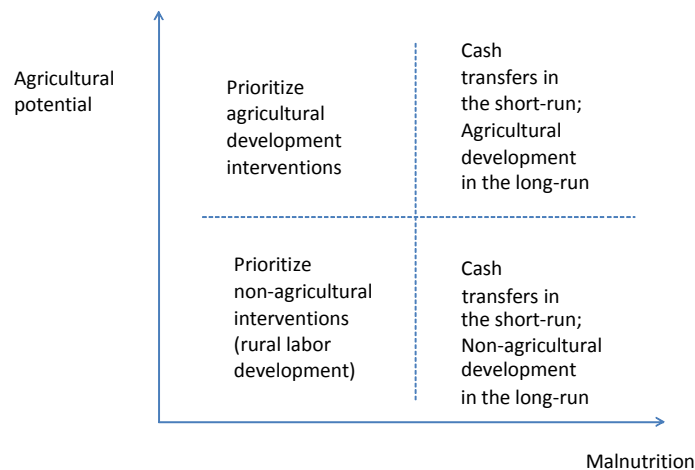 Agricultural
potential
Prioritize
agricultural
development
interventions
Cash
transfers in
the short-run;
Agricultural
development
in the long-run
Prioritize
non-agricultural
interventions
(rural labor
development)
Cash
transfers in
the short-run;
Non-agricultural
development
in the long-run
Malnutrition